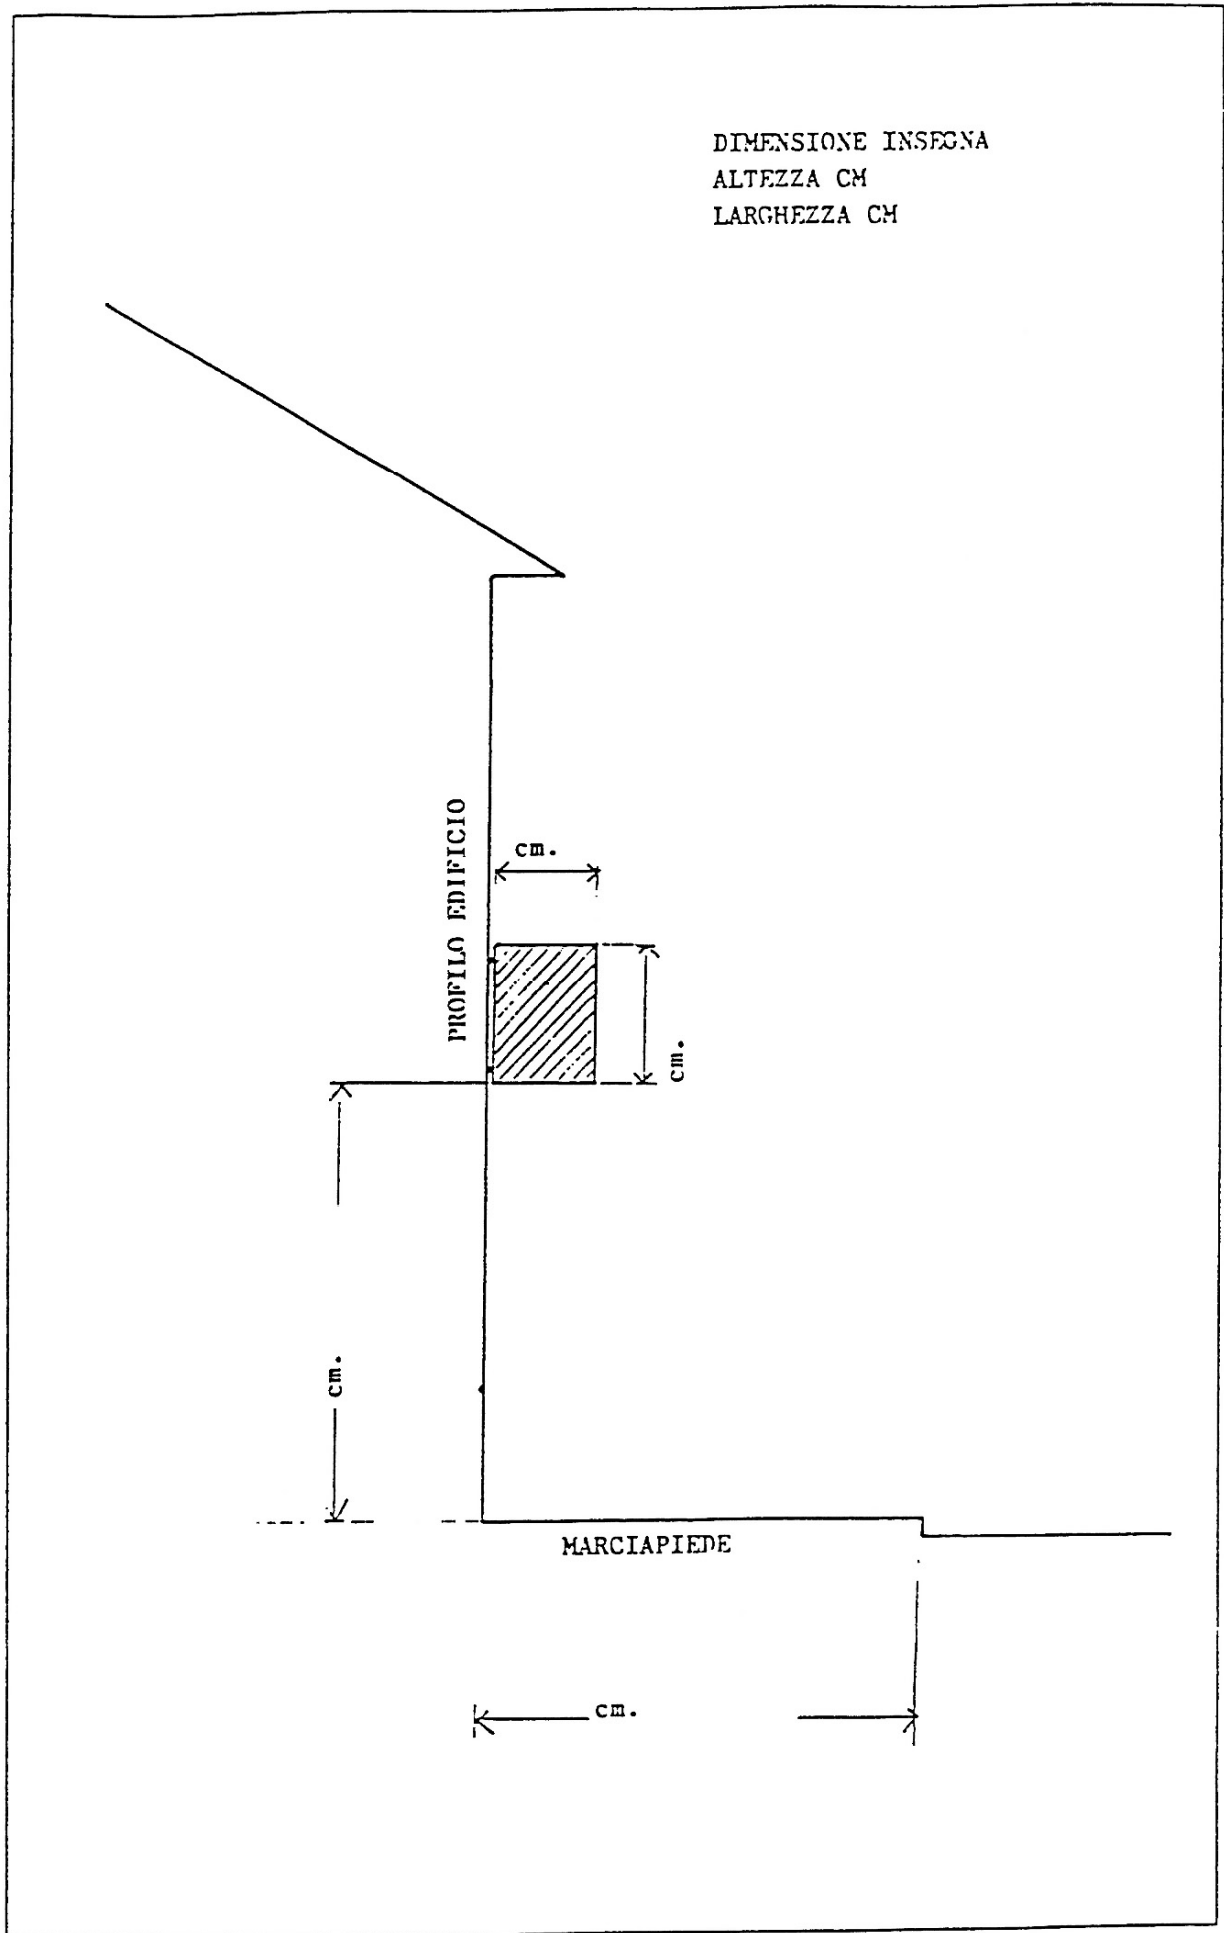 DIMENSIONE INSEGNA
ALTEZZA CM
LARGHEZZA CM
PROFILO EDIFICIO
cm.
cm.
cm.
MARCIAPIEDE
cm.